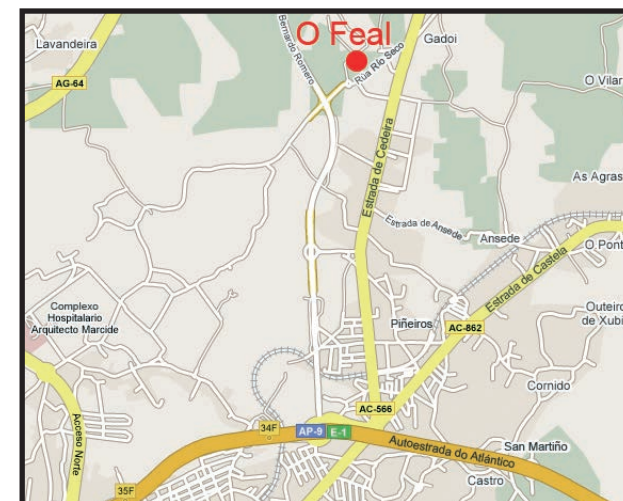 O Feal
Lavandeira
Bernardo Romero
Gadoi
Rúa Río Seco
AG-64
O Vilar
As Agras
Estrada de Cedeira
Estrada de Ansede
Ansede
O Pont
Estrada de Castela
Complexo
Hospitalario
Arquitecto Marcide
Piñeiros
AC-862
Outeiro
de Xubi
Cornido
AC-566
Acceso Norte
34F
AP-9
E-1
Autoestrada do Atlántico
San Martiño
Castro
35F